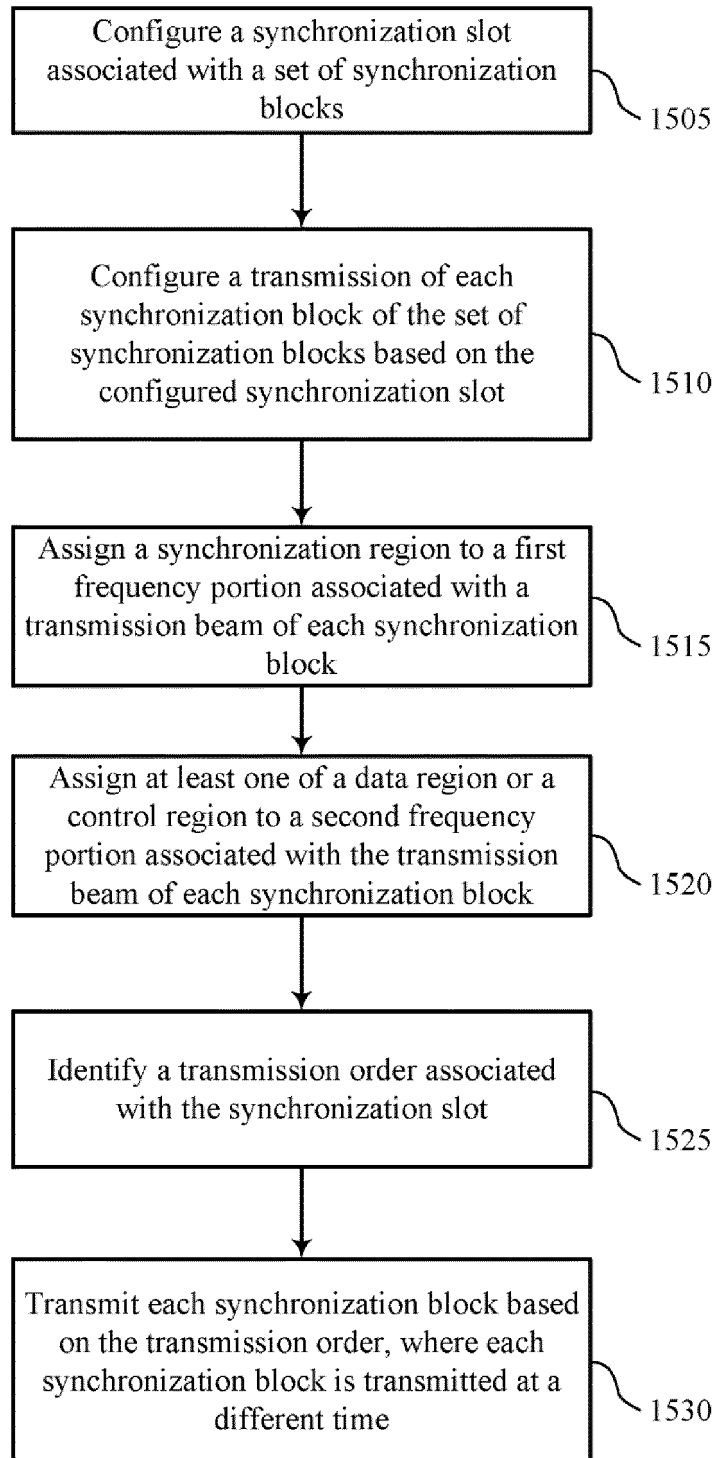 Configure a synchronization slot
associated with a set of synchronization
blocks
1505
Configure a transmission of each
synchronization block of the set of
synchronization blocks based on the
configured synchronization slot
1510
Assign a synchronization region to a first
frequency portion associated with a
transmission beam of each synchronization
block
1515
Assign at least one of a data region or a
control region to a second frequency
portion associated with the transmission
beam of each synchronization block
1520
Identify a transmission order associated
with the synchronization slot
1525
Transmit each synchronization block based
on the transmission order, where each
synchronization block is transmitted at a
different time
1530